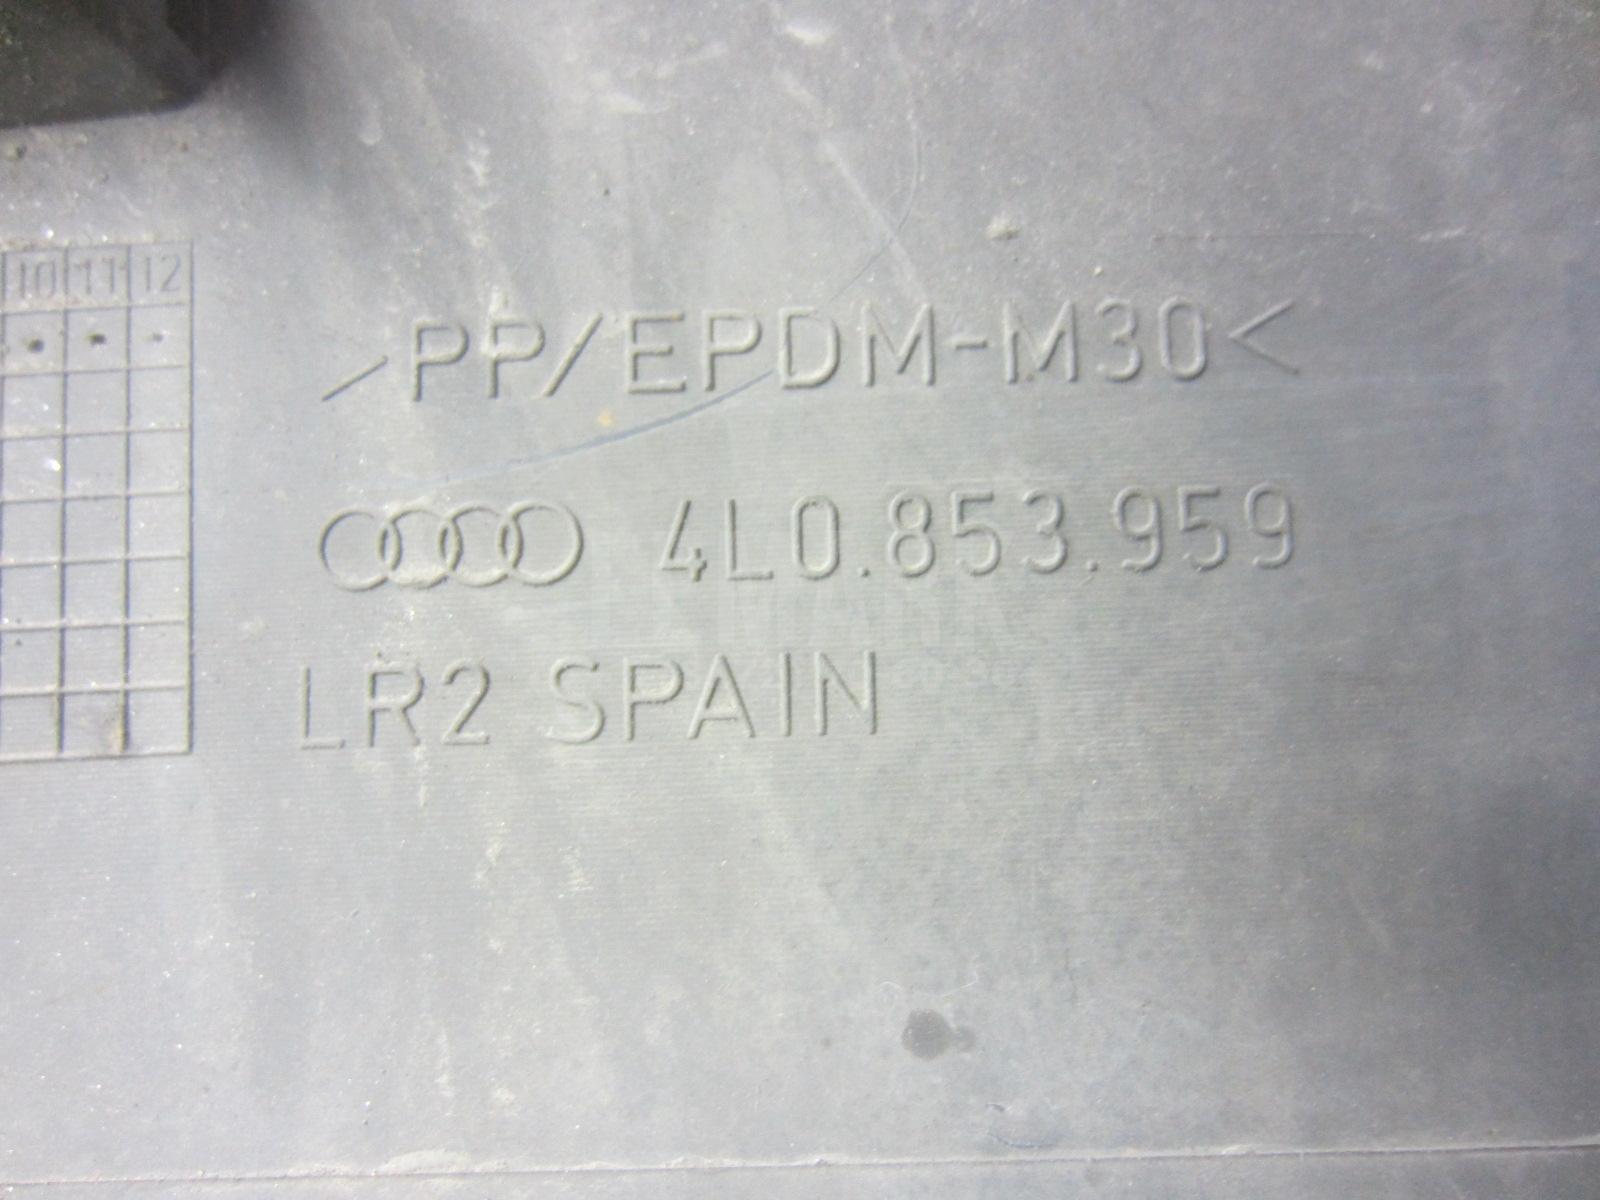 10 11 12
>PP/EPDM-M30<
4L0.853.959
LR2 SPAIN